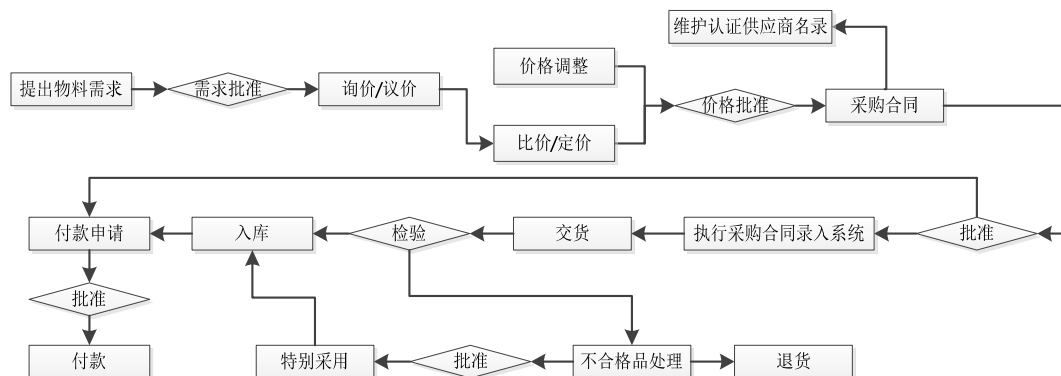 维护认证供应商名录
价格调整
提出物料需求
需求批准
询价/议价
价格批准
采购合同
比价/定价
付款申请
入库
检验
交货
执行采购合同录入系统
批准
批准
付款
特别采用
批准
不合格品处理
退货